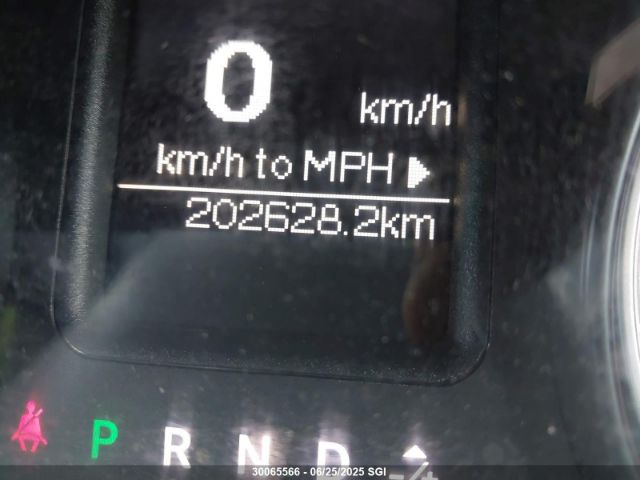 0 km/h
km/h to MPH
202628.2km
P R N D -/+
30065566 - 06/25/2025 SGI